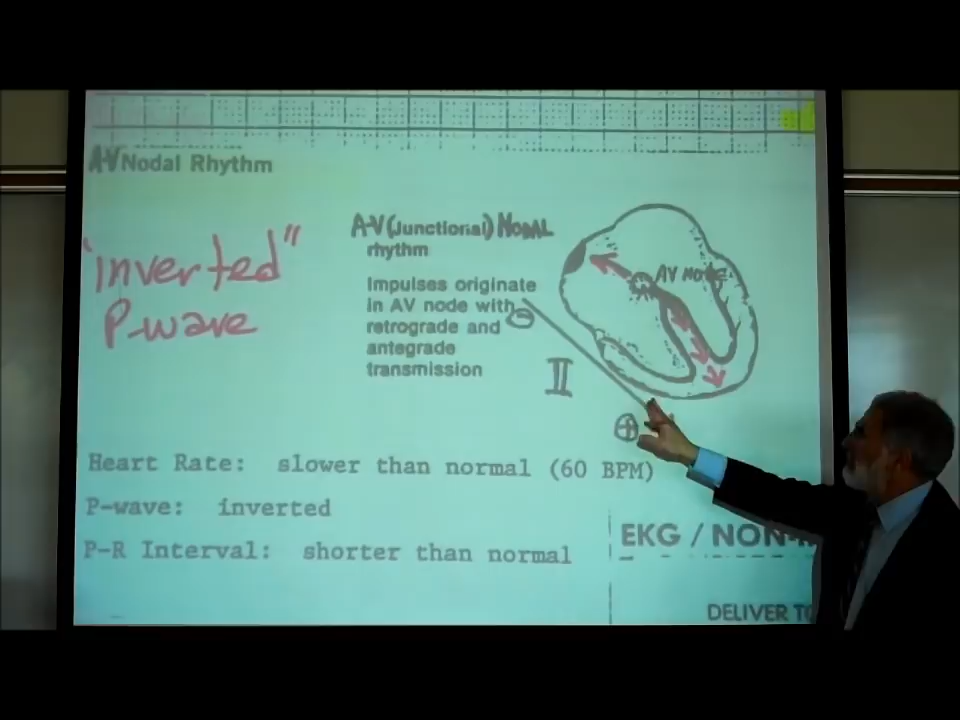 A-V Nodal Rhythm
"inverted"
P-wave
A-V (Junctional) NODAL
rhythm
Impulses originate
in AV node with
retrograde and
antegrade
transmission
AV NODE
II
Heart Rate: slower than normal (60 BPM)
P-wave: inverted
P-R Interval: shorter than normal
EKG / NON-
DELIVER TO